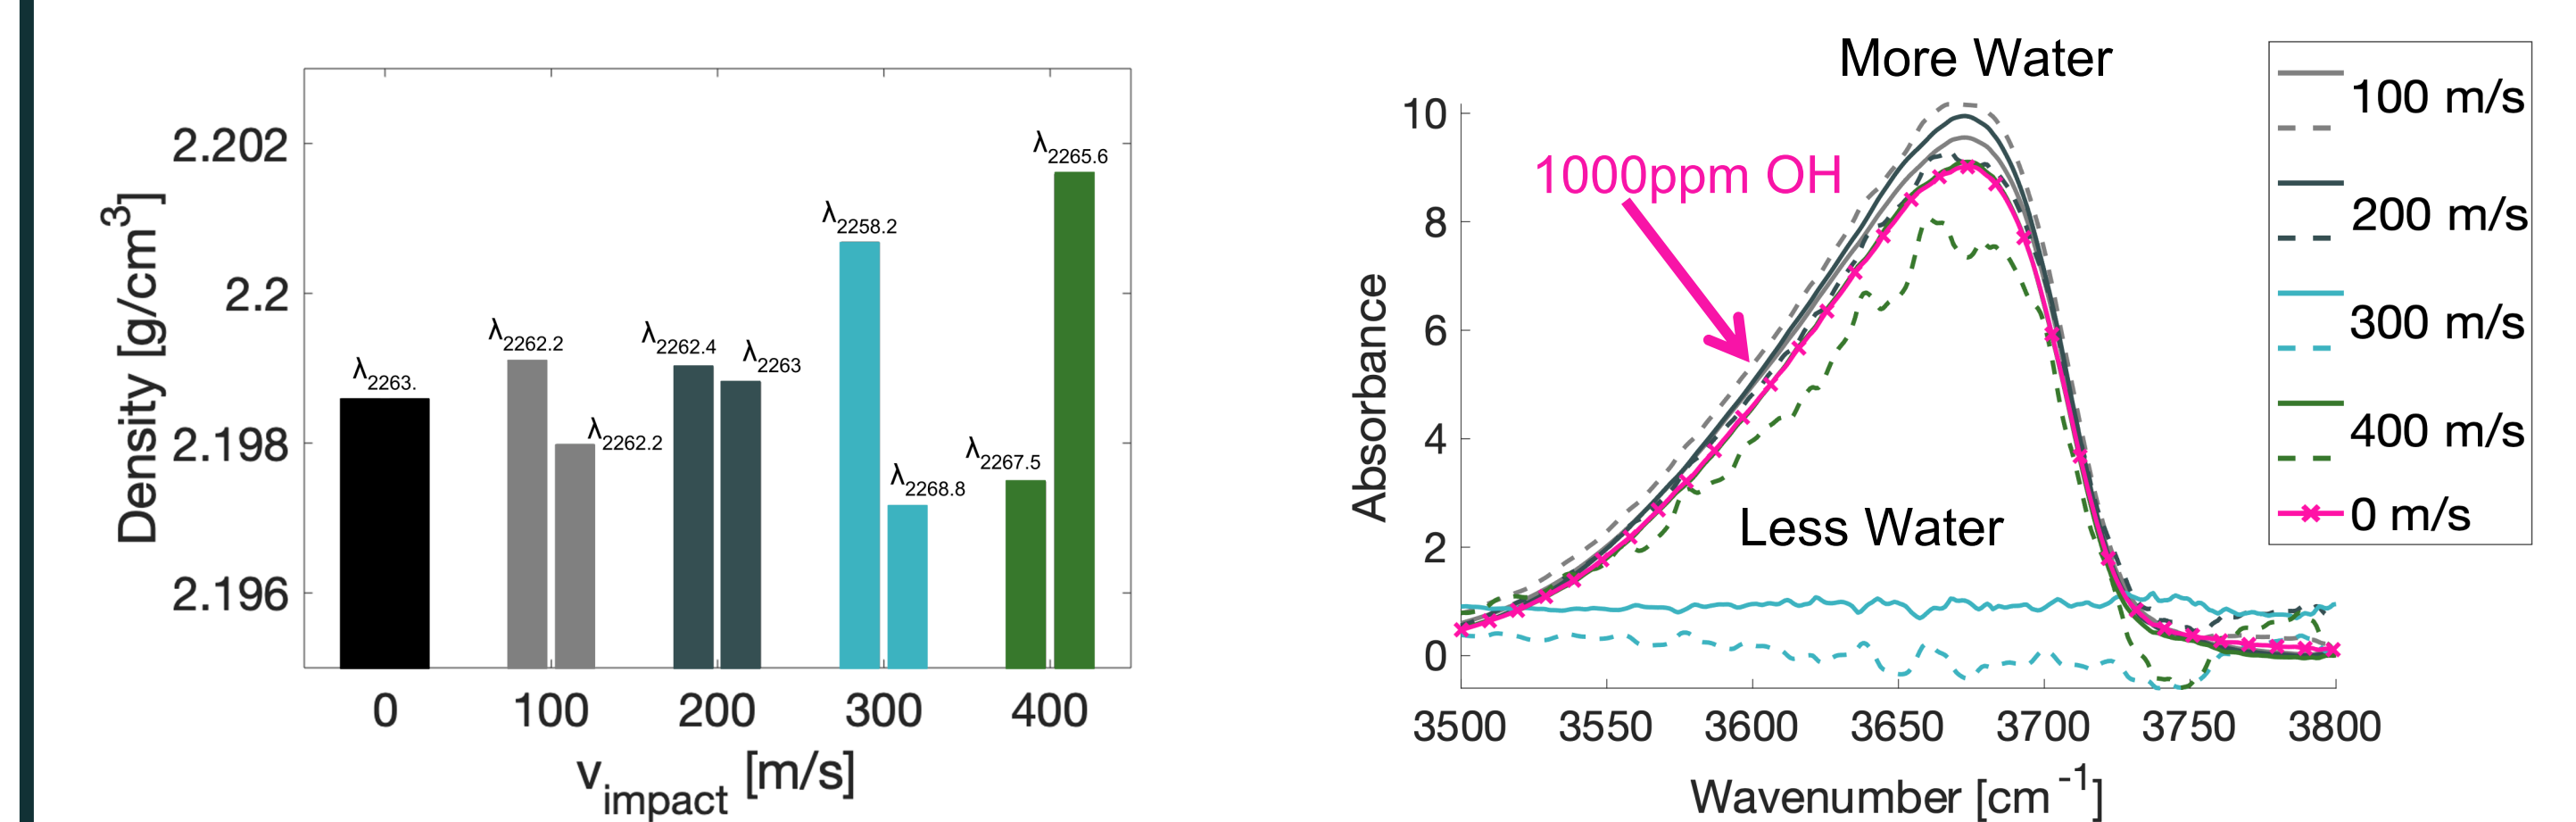 Density [g/cm³]
2.202
2.2
2.198
2.196
λ2263.
λ2262.2
λ2262.2
λ2262.4
λ2263
λ2258.2
λ2268.8
λ2267.5
λ2265.6
0 100 200 300 400
vimpact [m/s]
More Water
1000ppm OH
Less Water
Absorbance
10
8
6
4
2
0
3500 3550 3600 3650 3700 3750 3800
Wavenumber [cm⁻¹]
100 m/s
200 m/s
300 m/s
400 m/s
0 m/s